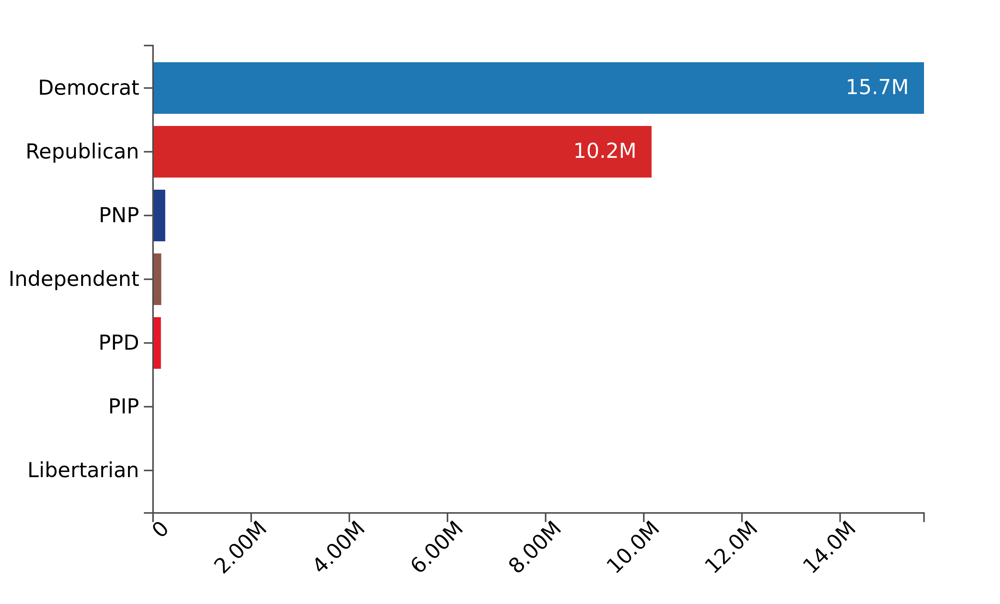 Democrat
15.7M
Republican
10.2M
PNP
Independent
PPD
PIP
Libertarian
0
2.00M
4.00M
6.00M
8.00M
10.0M
12.0M
14.0M